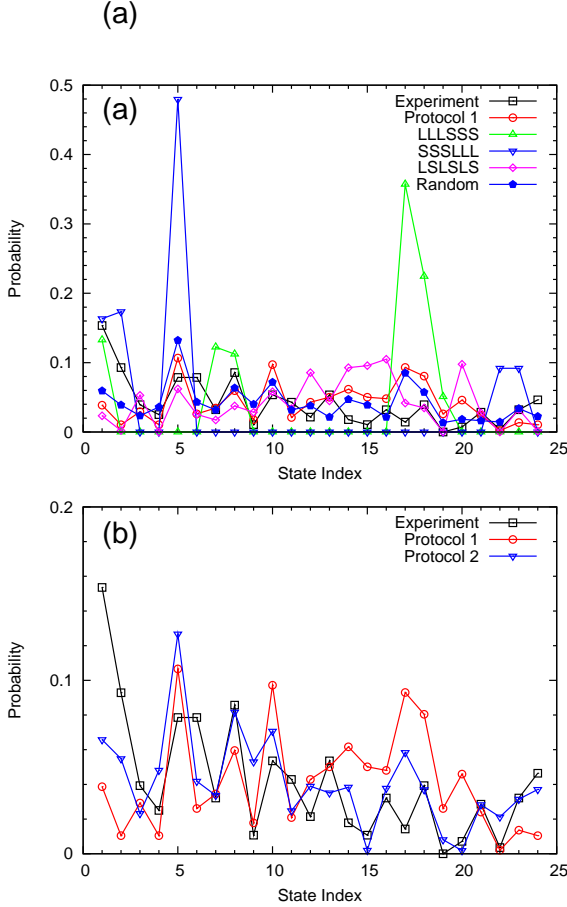 (a)
0.5
(a)
Experiment
Protocol 1
LLLSSS
SSSLLL
LSLSLS
Random
0.4
0.3
0.2
0.1
0
Probability
0 5 10 15 20 25
State Index
0.2
(b)
Experiment
Protocol 1
Protocol 2
0.1
0
Probability
0 5 10 15 20 25
State Index